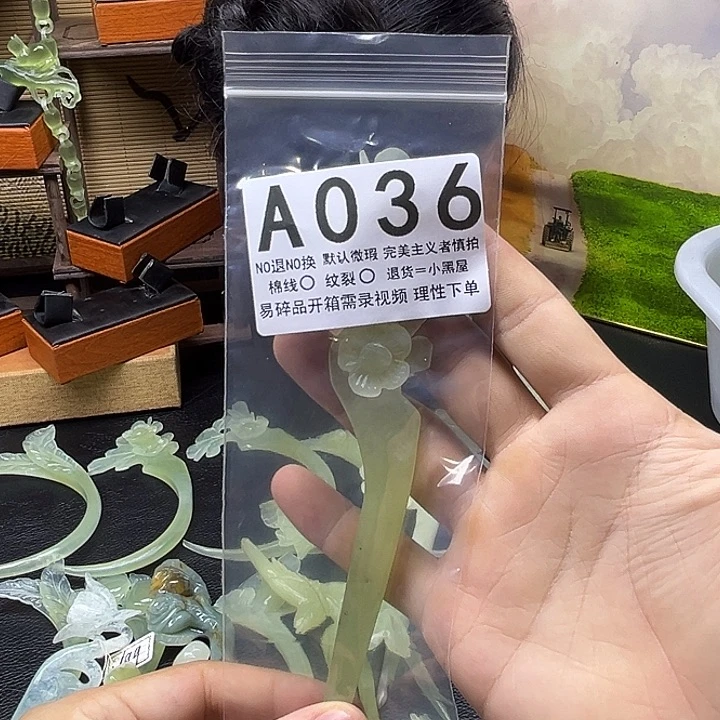 A036
NO退NO换 默认微瑕 完美主义者慎拍
棉线〇 纹裂〇 退货=小黑屋
易碎品开箱需录视频 理性下单